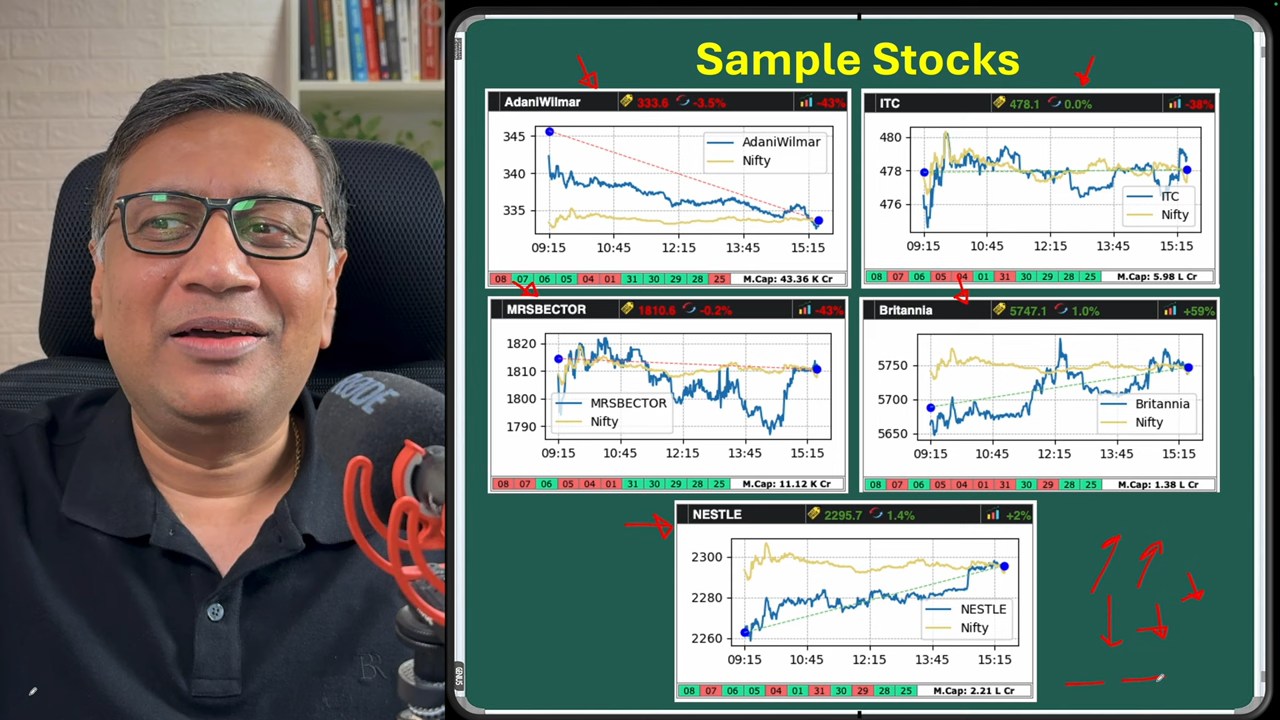 Sample Stocks
AdaniWilmar 333.6 -3.5% -43%
345
340
335
AdaniWilmar
Nifty
09:15 10:45 12:15 13:45 15:15
08 07 06 05 04 01 31 30 29 28 25 M.Cap: 43.36 K Cr
ITC 478.1 0.0% -38%
480
478
476
ITC
Nifty
09:15 10:45 12:15 13:45 15:15
08 07 06 05 04 01 31 30 29 28 25 M.Cap: 5.98 L Cr
MRSBECTOR 1810.6 -0.2% -43%
1820
1810
1800
1790
MRSBECTOR
Nifty
09:15 10:45 12:15 13:45 15:15
08 07 06 05 04 01 31 30 29 28 25 M.Cap: 11.12 K Cr
Britannia 5747.1 1.0% +59%
5750
5700
5650
Britannia
Nifty
09:15 10:45 12:15 13:45 15:15
08 07 06 05 04 01 31 30 29 28 25 M.Cap: 1.38 L Cr
NESTLE 2295.7 1.4% +2%
2300
2280
2260
NESTLE
Nifty
09:15 10:45 12:15 13:45 15:15
08 07 06 05 04 01 31 30 29 28 25 M.Cap: 2.21 L Cr
RODE
BR